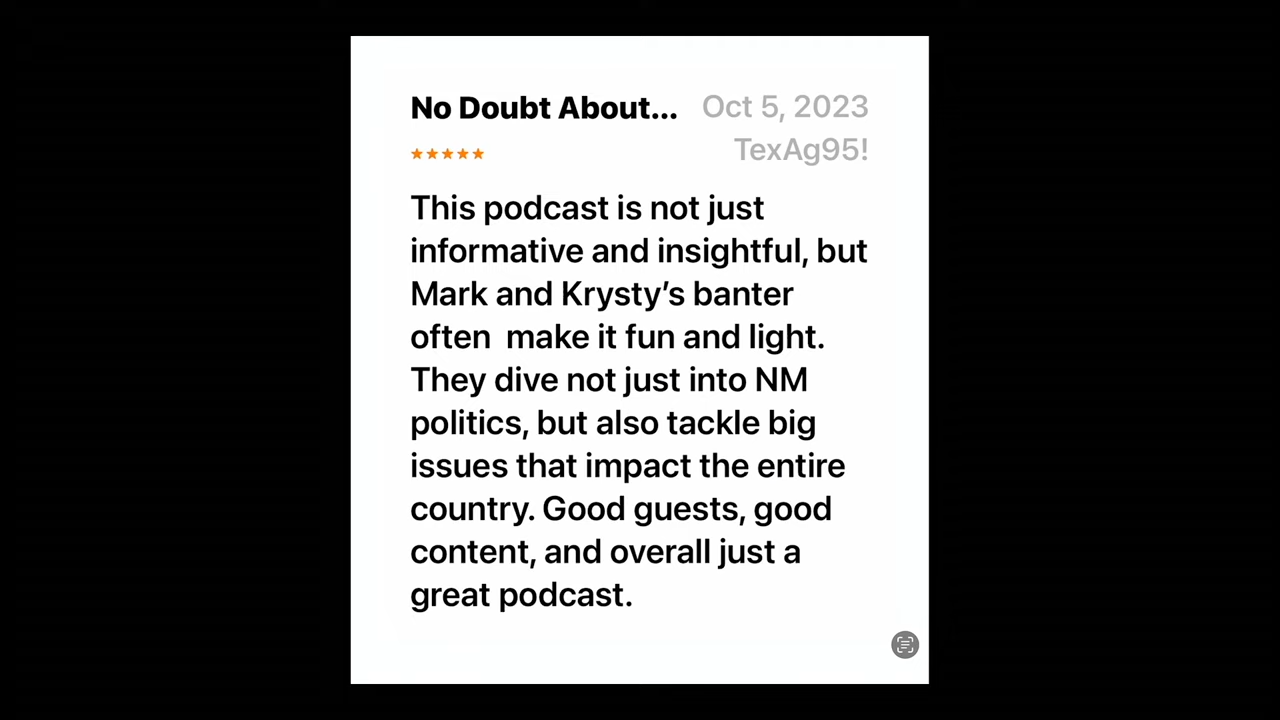 No Doubt About... Oct 5, 2023
★★★★★ TexAg95!
This podcast is not just
informative and insightful, but
Mark and Krysty’s banter
often  make it fun and light.
They dive not just into NM
politics, but also tackle big
issues that impact the entire
country. Good guests, good
content, and overall just a
great podcast.